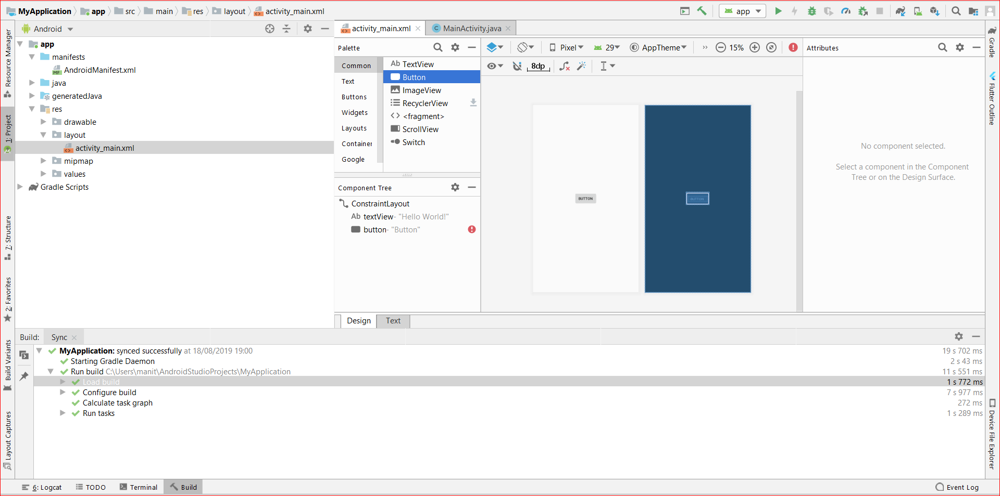 MyApplication app src main res layout activity_main.xml
app
Android
activity_main.xml
MainActivity.java
Resource Manager
1: Project
7: Structure
2: Favorites
Build Variants
Layout Captures
app
manifests
AndroidManifest.xml
java
generatedJava
res
drawable
layout
activity_main.xml
mipmap
values
Gradle Scripts
Palette
Common
Text
Buttons
Widgets
Layouts
Container
Google
Ab TextView
Button
ImageView
RecyclerView
<fragment>
ScrollView
Switch
Component Tree
ConstraintLayout
Ab textView- "Hello World!"
button- "Button"
Pixel 29 AppTheme 15%
8dp
BUTTON
BUTTON
Attributes
No component selected.
Select a component in the Component
Tree or on the Design Surface.
Gradle
Flutter Outline
Device File Explorer
Design Text
Build: Sync
MyApplication: synced successfully at 18/08/2019 19:00 19 s 702 ms
Starting Gradle Daemon 2 s 43 ms
Run build C:\Users\manit\AndroidStudioProjects\MyApplication 11 s 551 ms
Load build 1 s 772 ms
Configure build 7 s 977 ms
Calculate task graph 272 ms
Run tasks 1 s 289 ms
6: Logcat TODO Terminal Build Event Log